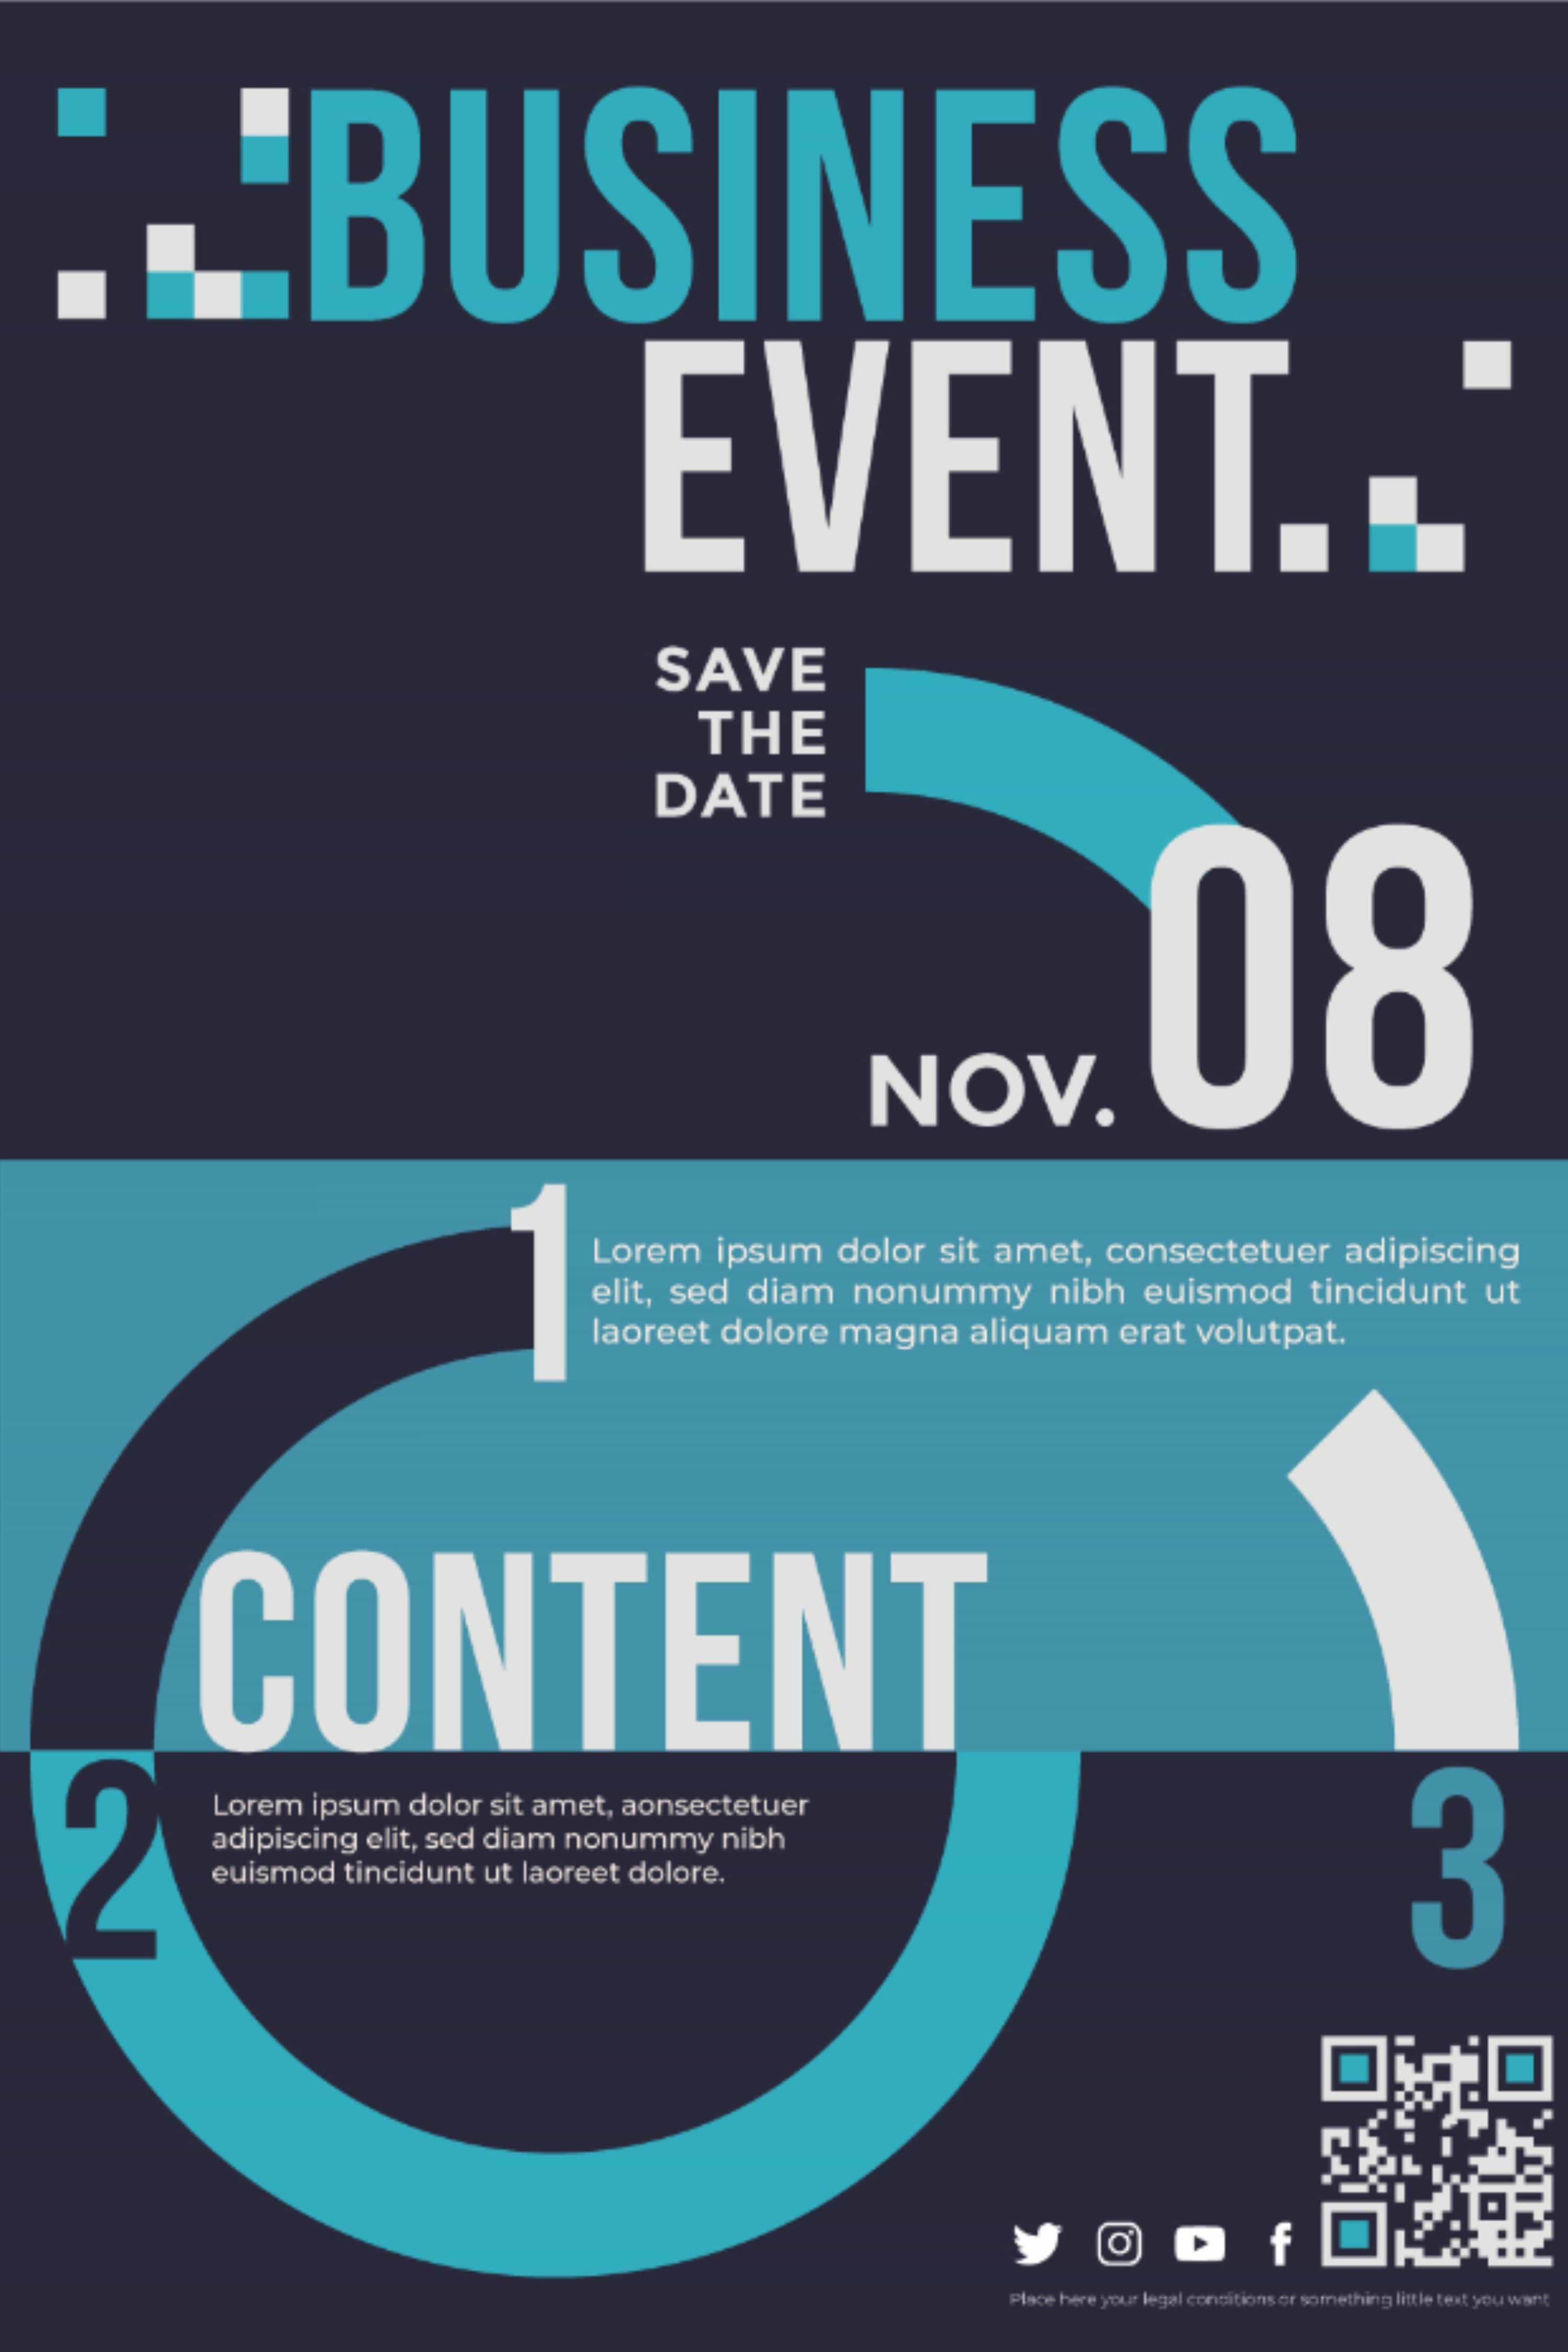 BUSINESS
EVENT.
SAVE
THE
DATE
NOV. 08
1
Lorem ipsum dolor sit amet, consectetuer adipiscing
elit, sed diam nonummy nibh euismod tincidunt ut
laoreet dolore magna aliquam erat volutpat.
CONTENT
2
Lorem ipsum dolor sit amet, aonsectetuer
adipiscing elit, sed diam nonummy nibh
euismod tincidunt ut laoreet dolore.
3
Place here your legal conditions or something little text you want